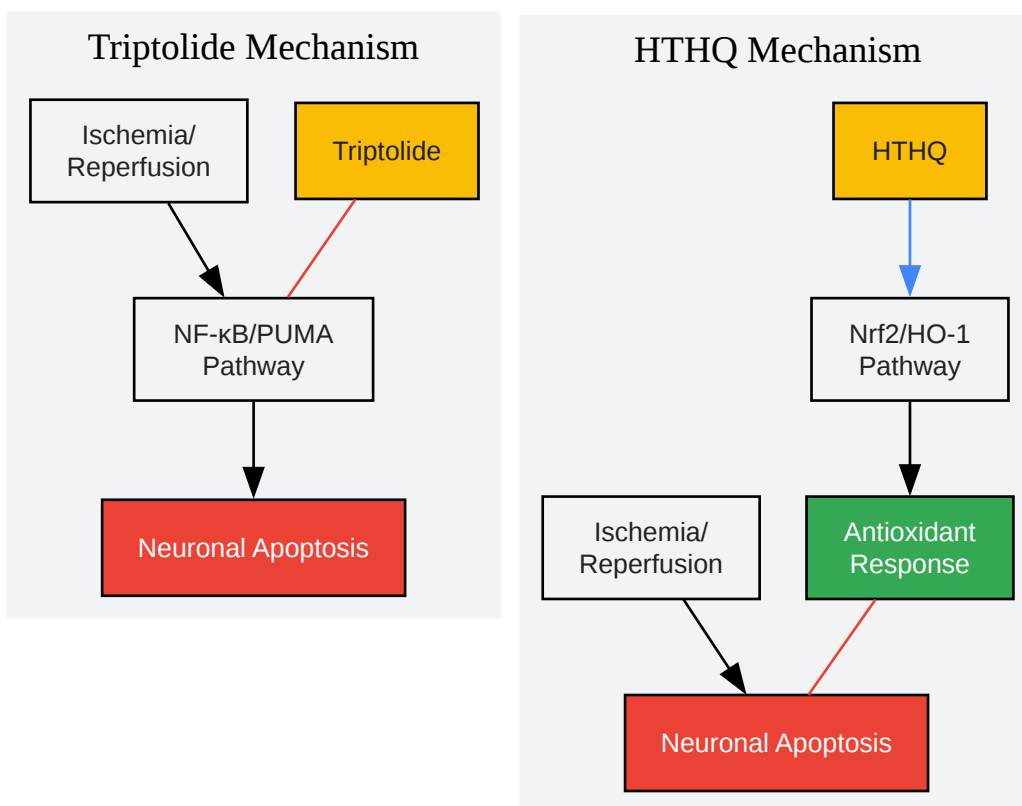 Triptolide Mechanism
Ischemia/
Reperfusion
Triptolide
NF-κB/PUMA
Pathway
Neuronal Apoptosis
HTHQ Mechanism
HTHQ
Nrf2/HO-1
Pathway
Ischemia/
Reperfusion
Antioxidant
Response
Neuronal Apoptosis